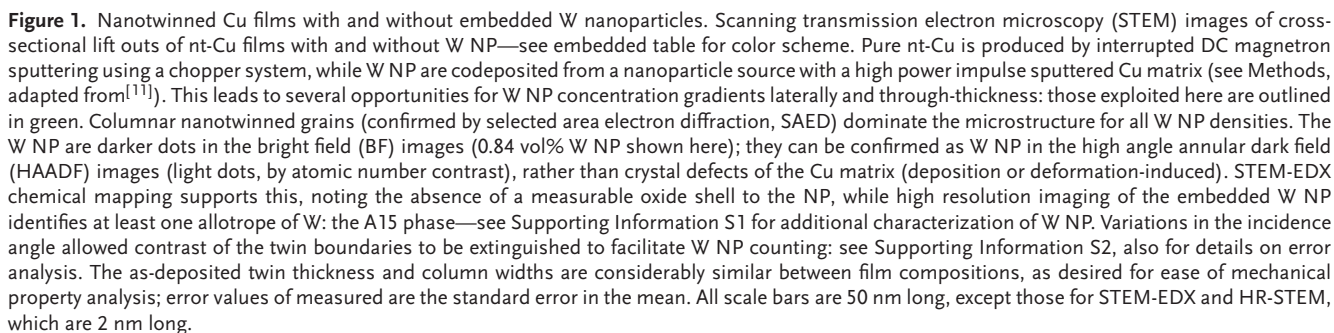 Figure 1. Nanotwinned Cu films with and without embedded W nanoparticles. Scanning transmission electron microscopy (STEM) images of cross-
sectional lift outs of nt-Cu films with and without W NP—see embedded table for color scheme. Pure nt-Cu is produced by interrupted DC magnetron
sputtering using a chopper system, while W NP are codeposited from a nanoparticle source with a high power impulse sputtered Cu matrix (see Methods,
adapted from[11]). This leads to several opportunities for W NP concentration gradients laterally and through-thickness: those exploited here are outlined
in green. Columnar nanotwinned grains (confirmed by selected area electron diffraction, SAED) dominate the microstructure for all W NP densities. The
W NP are darker dots in the bright field (BF) images (0.84 vol% W NP shown here); they can be confirmed as W NP in the high angle annular dark field
(HAADF) images (light dots, by atomic number contrast), rather than crystal defects of the Cu matrix (deposition or deformation-induced). STEM-EDX
chemical mapping supports this, noting the absence of a measurable oxide shell to the NP, while high resolution imaging of the embedded W NP
identifies at least one allotrope of W: the A15 phase—see Supporting Information S1 for additional characterization of W NP. Variations in the incidence
angle allowed contrast of the twin boundaries to be extinguished to facilitate W NP counting: see Supporting Information S2, also for details on error
analysis. The as-deposited twin thickness and column widths are considerably similar between film compositions, as desired for ease of mechanical
property analysis; error values of measured are the standard error in the mean. All scale bars are 50 nm long, except those for STEM-EDX and HR-STEM,
which are 2 nm long.